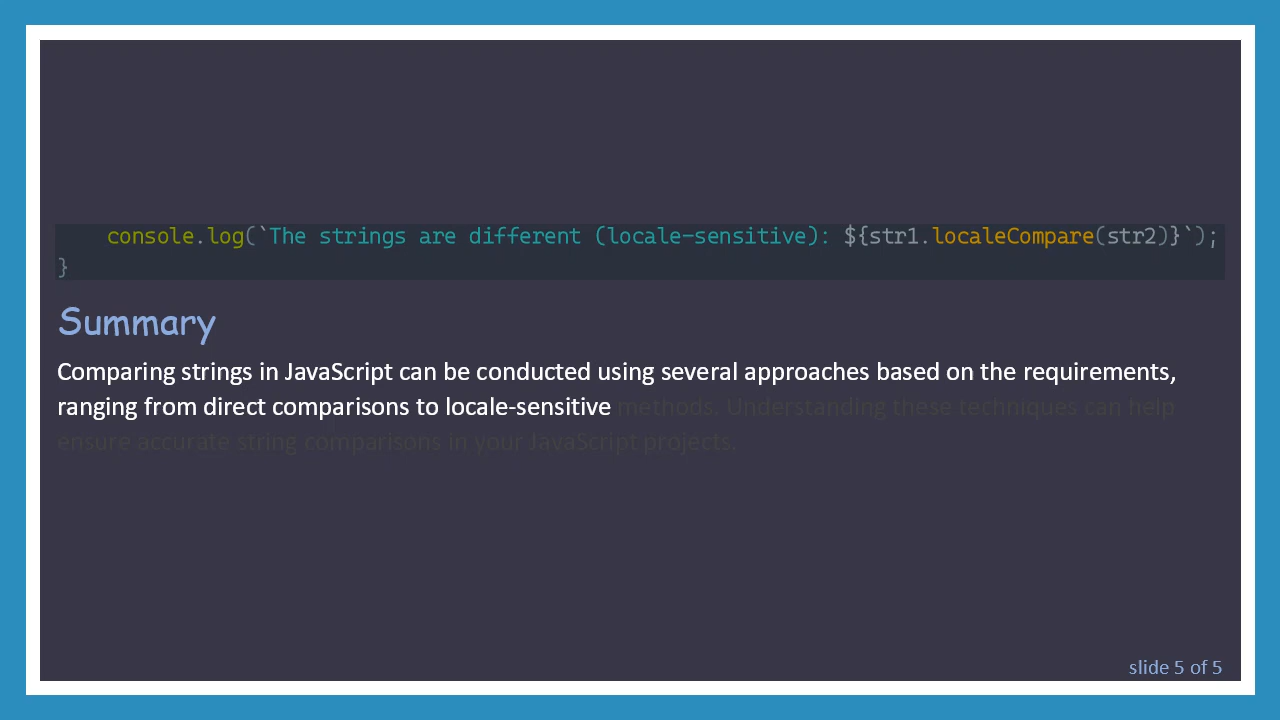 console.log(`The strings are different (locale-sensitive): ${str1.localeCompare(str2)}`);
}
Summary
Comparing strings in JavaScript can be conducted using several approaches based on the requirements,
ranging from direct comparisons to locale-sensitive methods. Understanding these techniques can help
ensure accurate string comparisons in your JavaScript projects.
slide 5 of 5